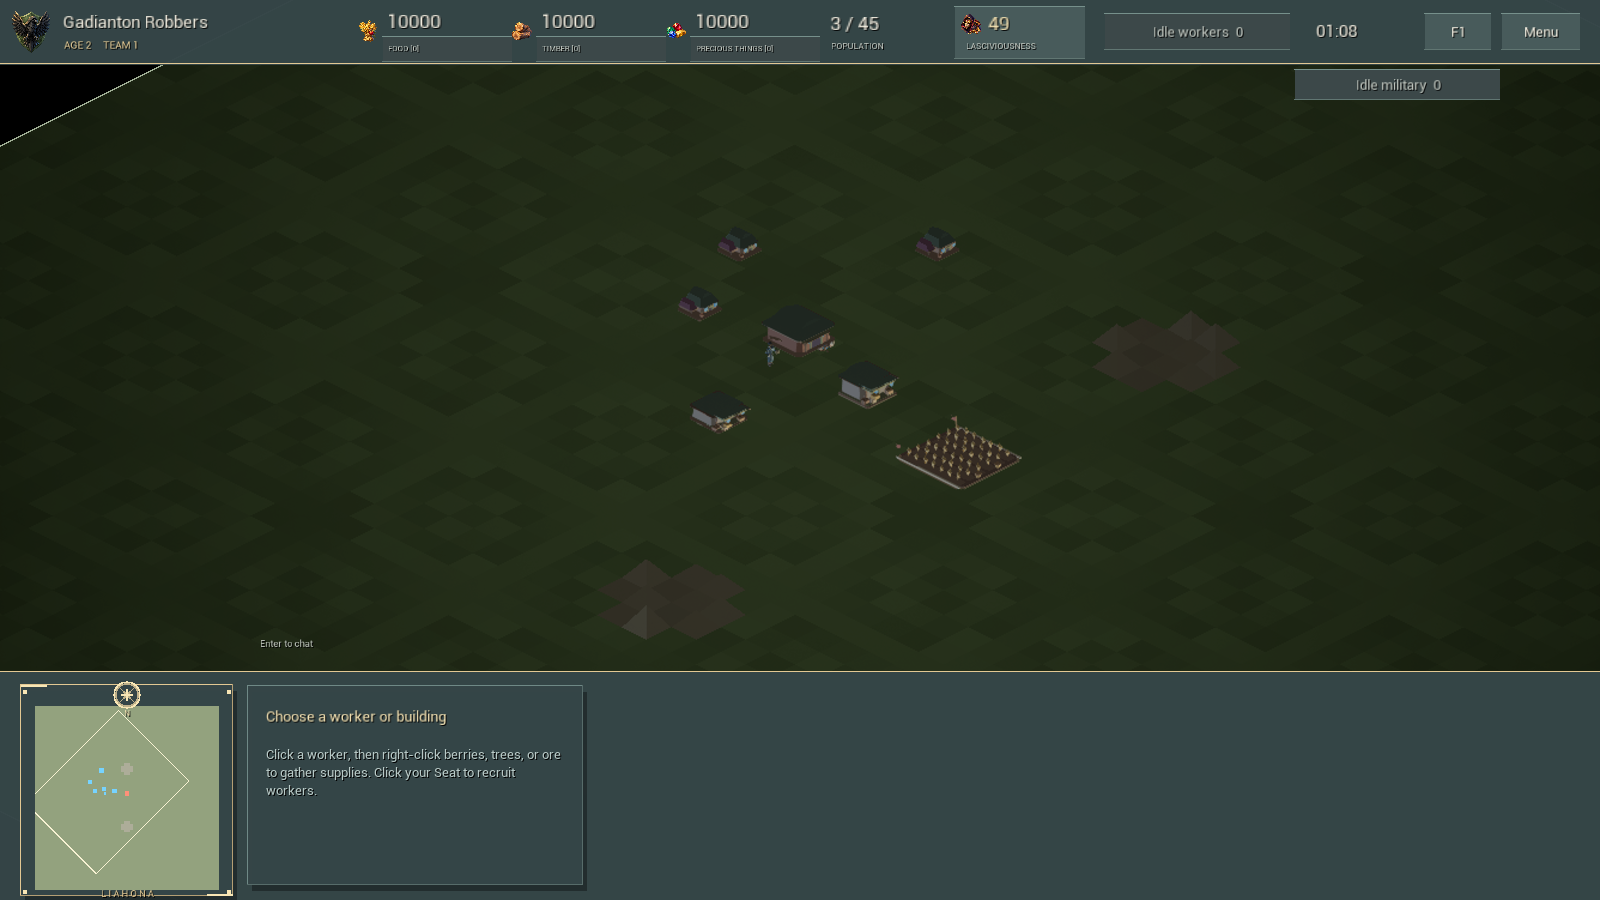 Gadianton Robbers
AGE 2 TEAM 1
10000
FOOD [0]
10000
TIMBER [0]
10000
PRECIOUS THINGS [0]
3 / 45
POPULATION
49
LASCIVIOUSNESS
Idle workers 0
01:08
F1
Menu
Idle military 0
Enter to chat
N
LIAHONA
Choose a worker or building
Click a worker, then right-click berries, trees, or ore
to gather supplies. Click your Seat to recruit
workers.